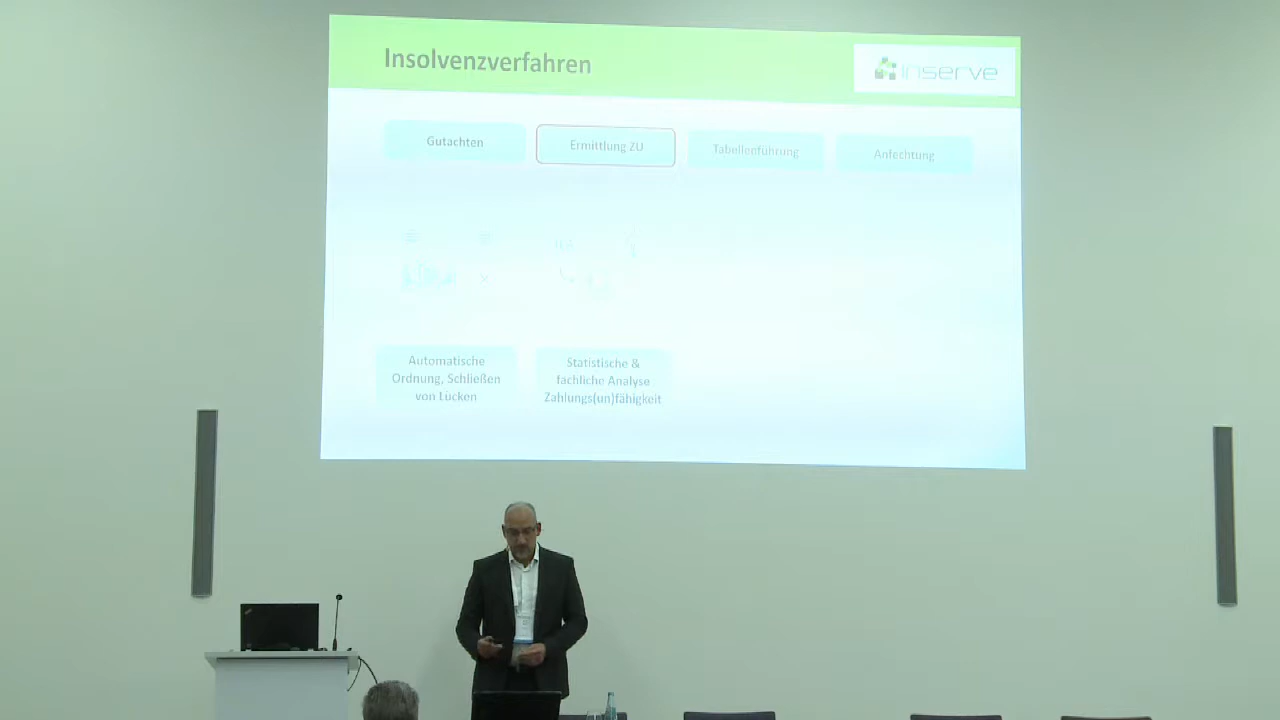 Insolvenzverfahren
inserve
Gutachten
Ermittlung ZU
Tabellenführung
Anfechtung
Automatische
Ordnung, Schließen
von Lücken
Statistische &
fachliche Analyse
Zahlungs(un)fähigkeit